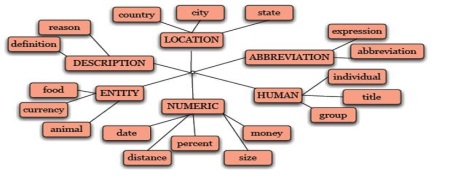 country
city
state
LOCATION
reason
definition
DESCRIPTION
expression
abbreviation
ABBREVIATION
food
currency
animal
ENTITY
individual
title
group
HUMAN
NUMERIC
date
distance
percent
size
money